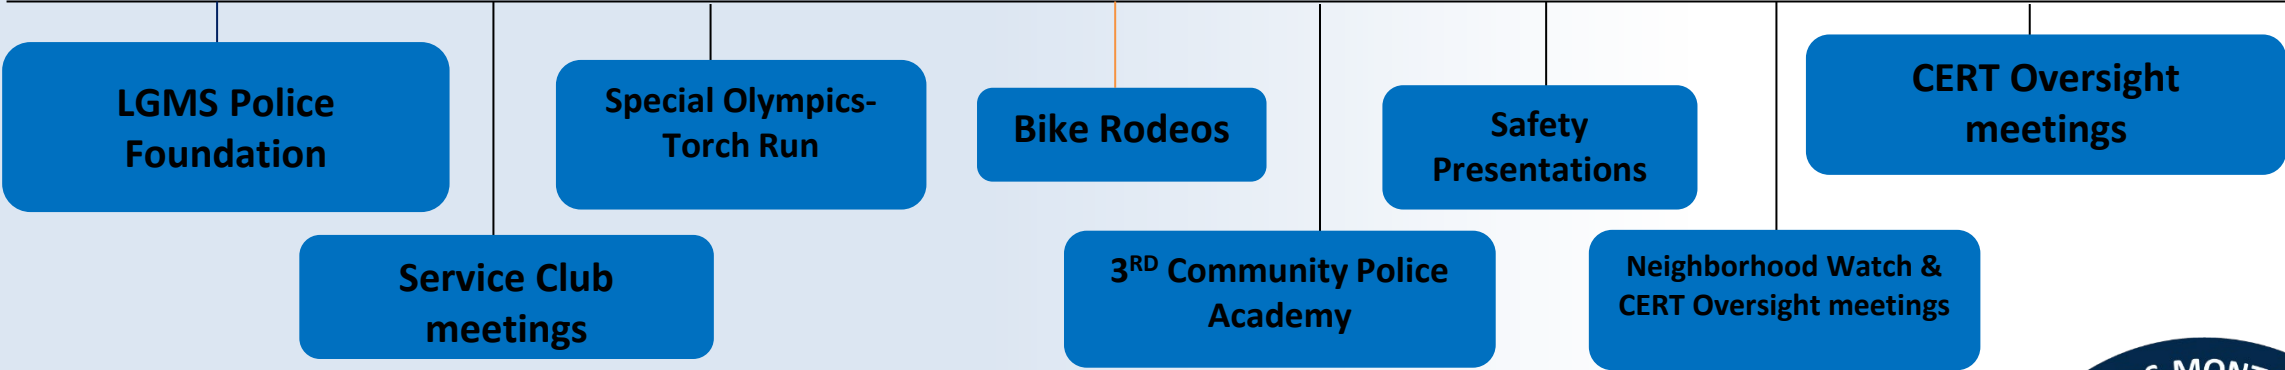 LGMS Police
Foundation
Special Olympics-
Torch Run
Bike Rodeos
Safety
Presentations
CERT Oversight
meetings
Service Club
meetings
3RD Community Police
Academy
Neighborhood Watch &
CERT Oversight meetings